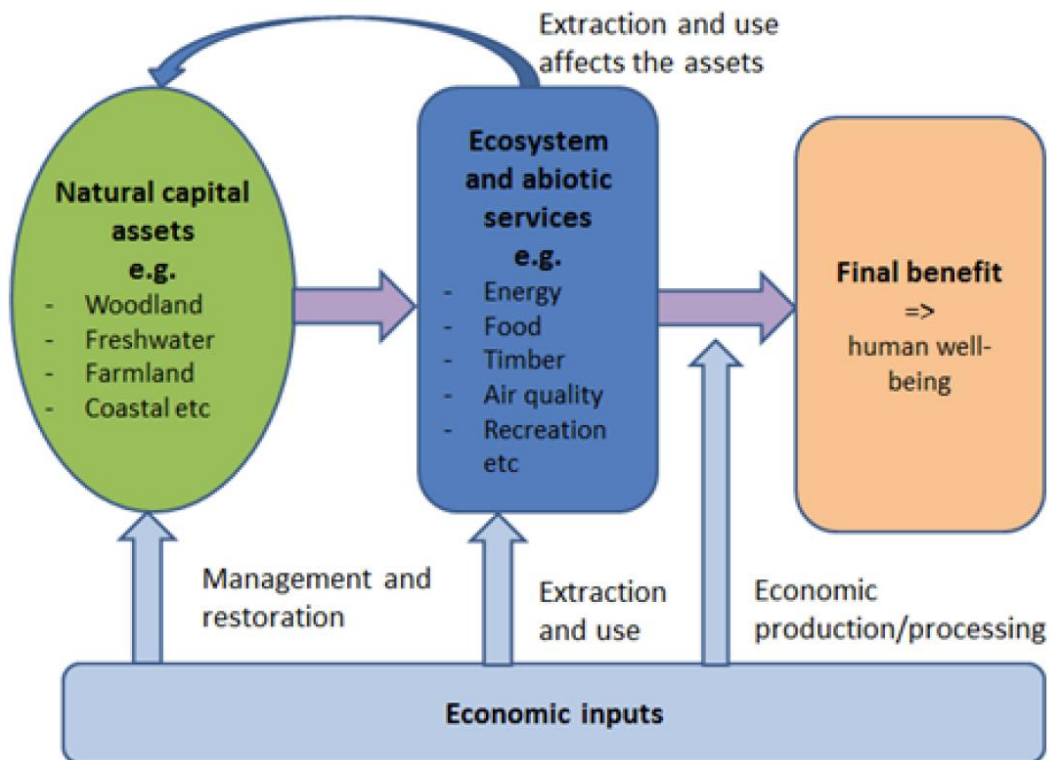 Extraction and use
affects the assets
Natural capital
assets
e.g.
- Woodland
- Freshwater
- Farmland
- Coastal etc
Ecosystem
and abiotic
services
e.g.
- Energy
- Food
- Timber
- Air quality
- Recreation
etc
Final benefit
=>
human well-
being
Management and
restoration
Extraction
and use
Economic
production/processing
Economic inputs